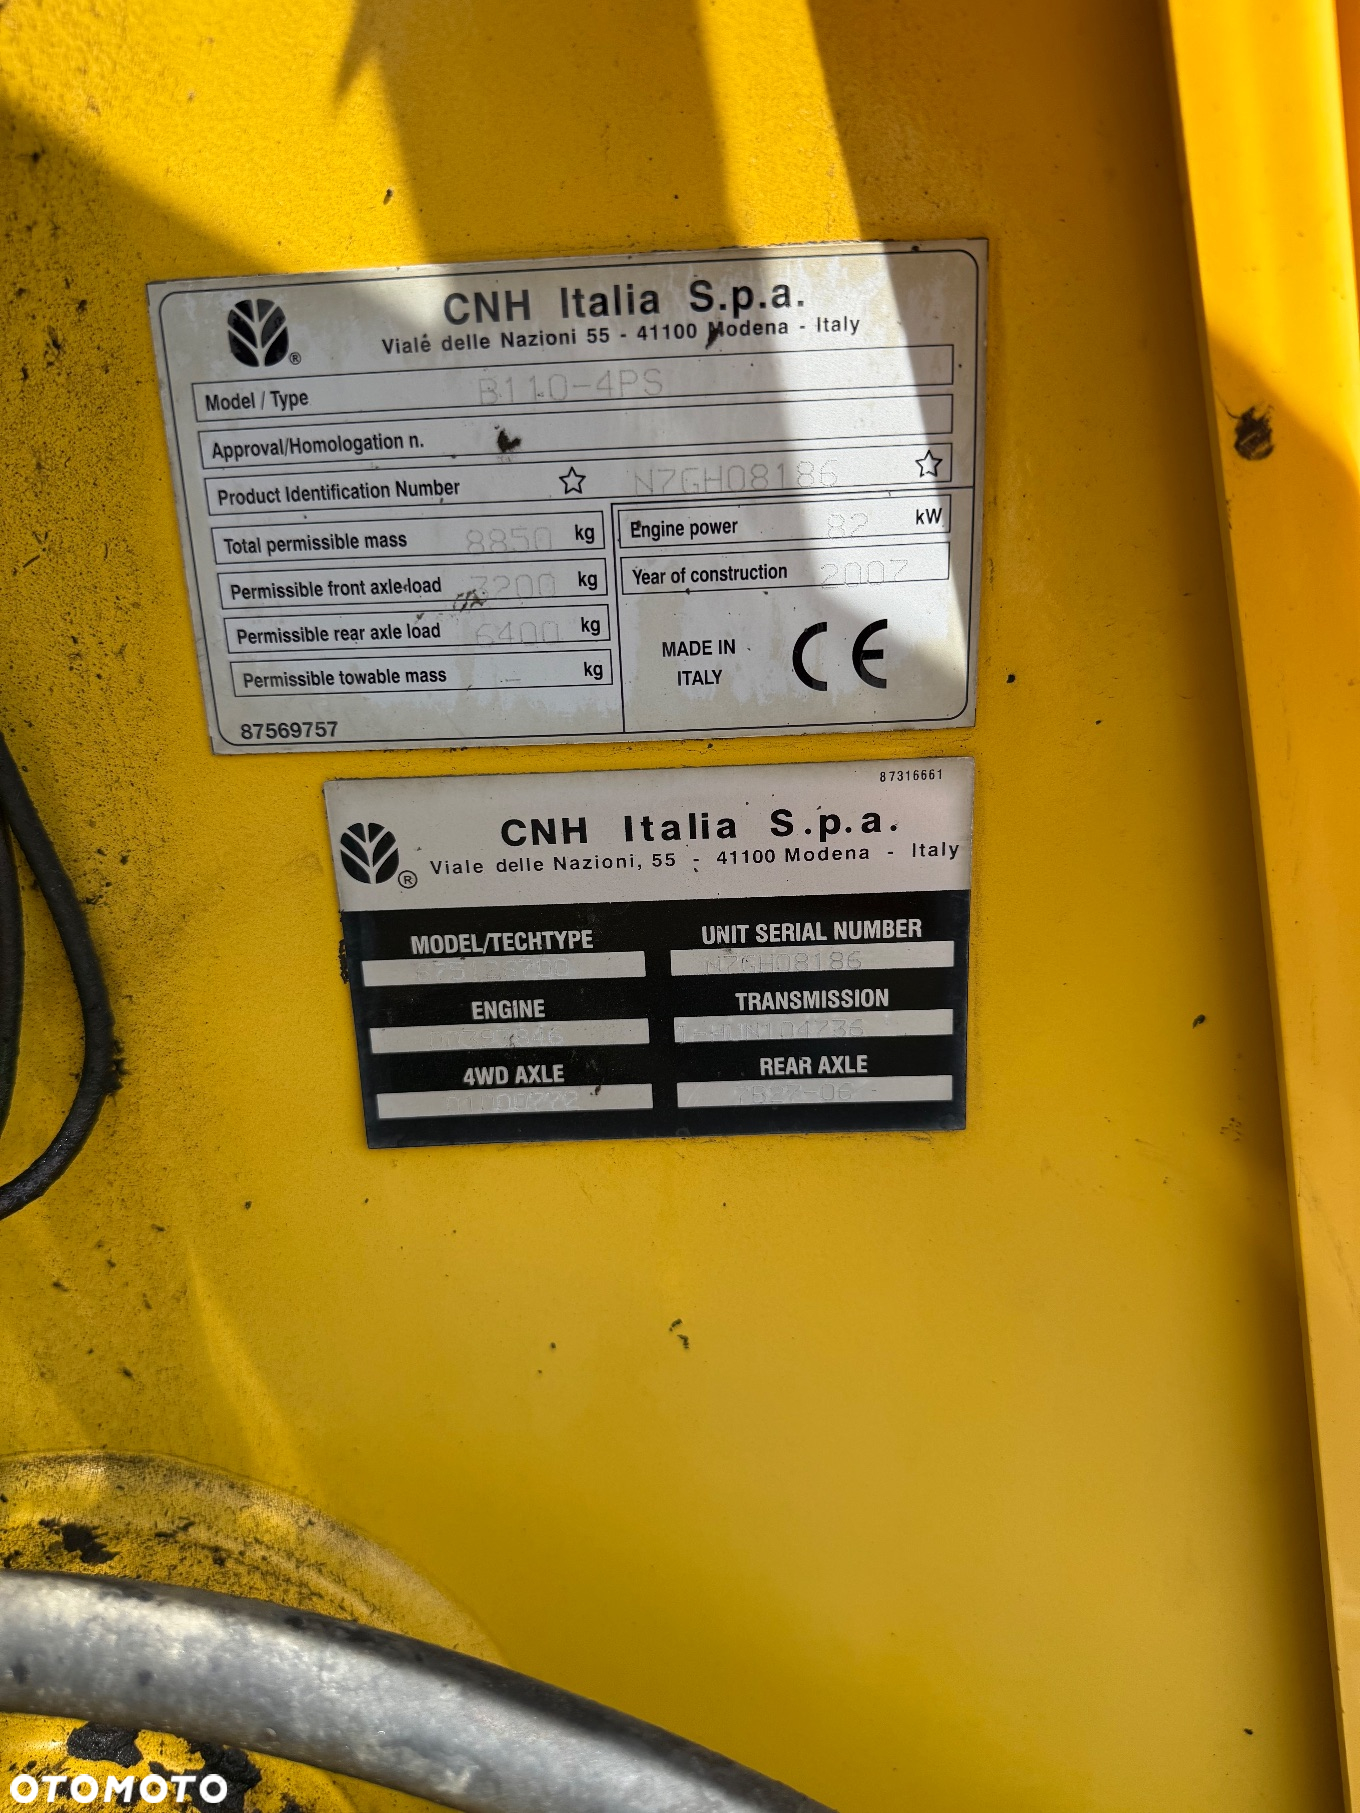 CNH Italia S.p.a.
Viale delle Nazioni 55 - 41100 Modena - Italy
®
Model / Type B110-4PS
Approval/Homologation n.
Product Identification Number ☆ N7GH08186 ☆
Total permissible mass 8850 kg
Engine power 82 kW
Permissible front axle load 3200 kg
Year of construction 2007
Permissible rear axle load 6400 kg
Permissible towable mass - kg
MADE IN
ITALY
CE
87569757
87316661
CNH Italia S.p.a.
Viale delle Nazioni, 55 - 41100 Modena - Italy
®
MODEL/TECHTYPE
UNIT SERIAL NUMBER
N7GH08186
ENGINE
TRANSMISSION
4WD AXLE
REAR AXLE
OTOMOTO